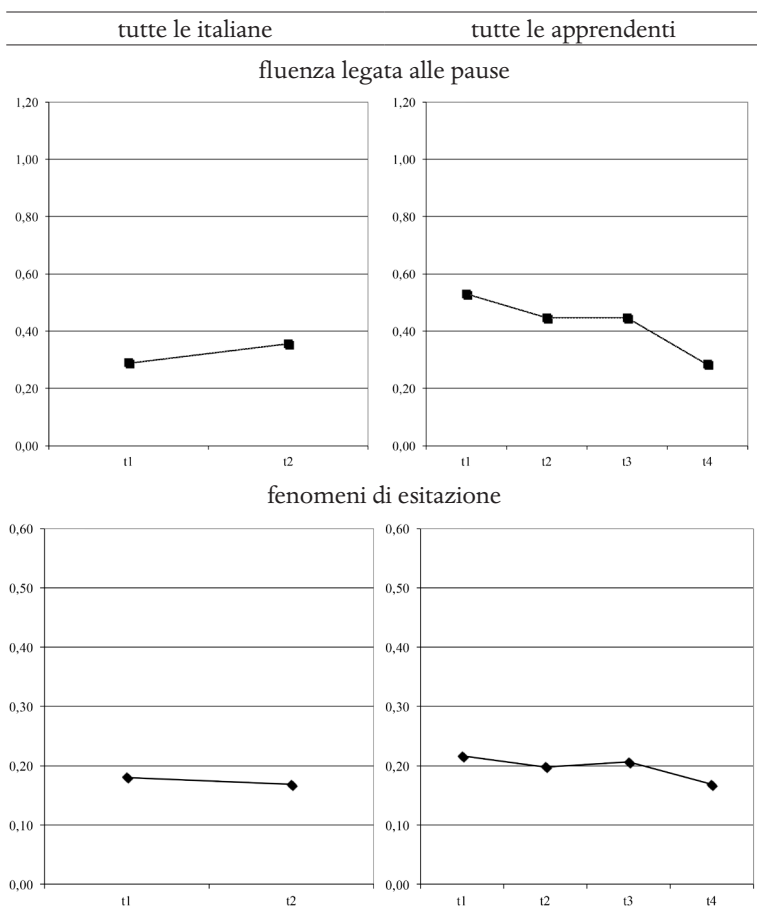 tutte le italiane tutte le apprendenti
fluenza legata alle pause
1,20 1,20
1,00 1,00
0,80 0,80
0,60 0,60
0,40 0,40
0,20 0,20
0,00 0,00
t1 t2 t1 t2 t3 t4
fenomeni di esitazione
0,60 0,60
0,50 0,50
0,40 0,40
0,30 0,30
0,20 0,20
0,10 0,10
0,00 0,00
t1 t2 t1 t2 t3 t4